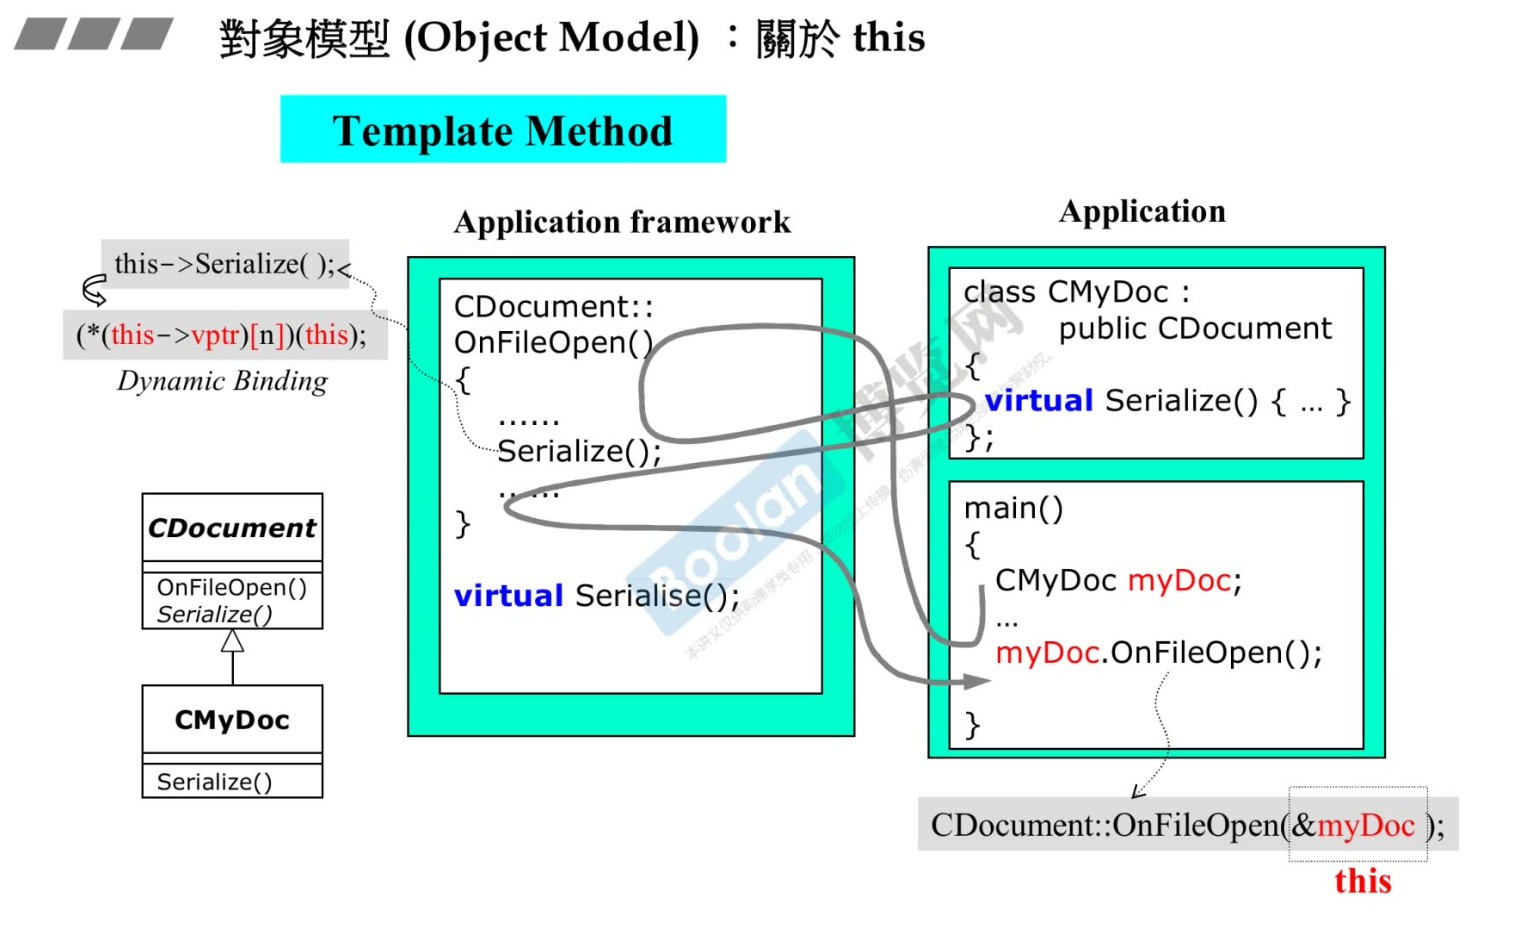 對象模型 (Object Model) ：關於 this
Template Method
Application framework
Application
this->Serialize( );
(*(this->vptr)[n])(this);
Dynamic Binding
CDocument::
OnFileOpen()
{
......
Serialize();
......
}
virtual Serialise();
class CMyDoc :
public CDocument
{
virtual Serialize() { ... }
};
main()
{
CMyDoc myDoc;
...
myDoc.OnFileOpen();
}
CDocument
OnFileOpen()
Serialize()
CMyDoc
Serialize()
CDocument::OnFileOpen(&myDoc );
this
Boolan
博览网